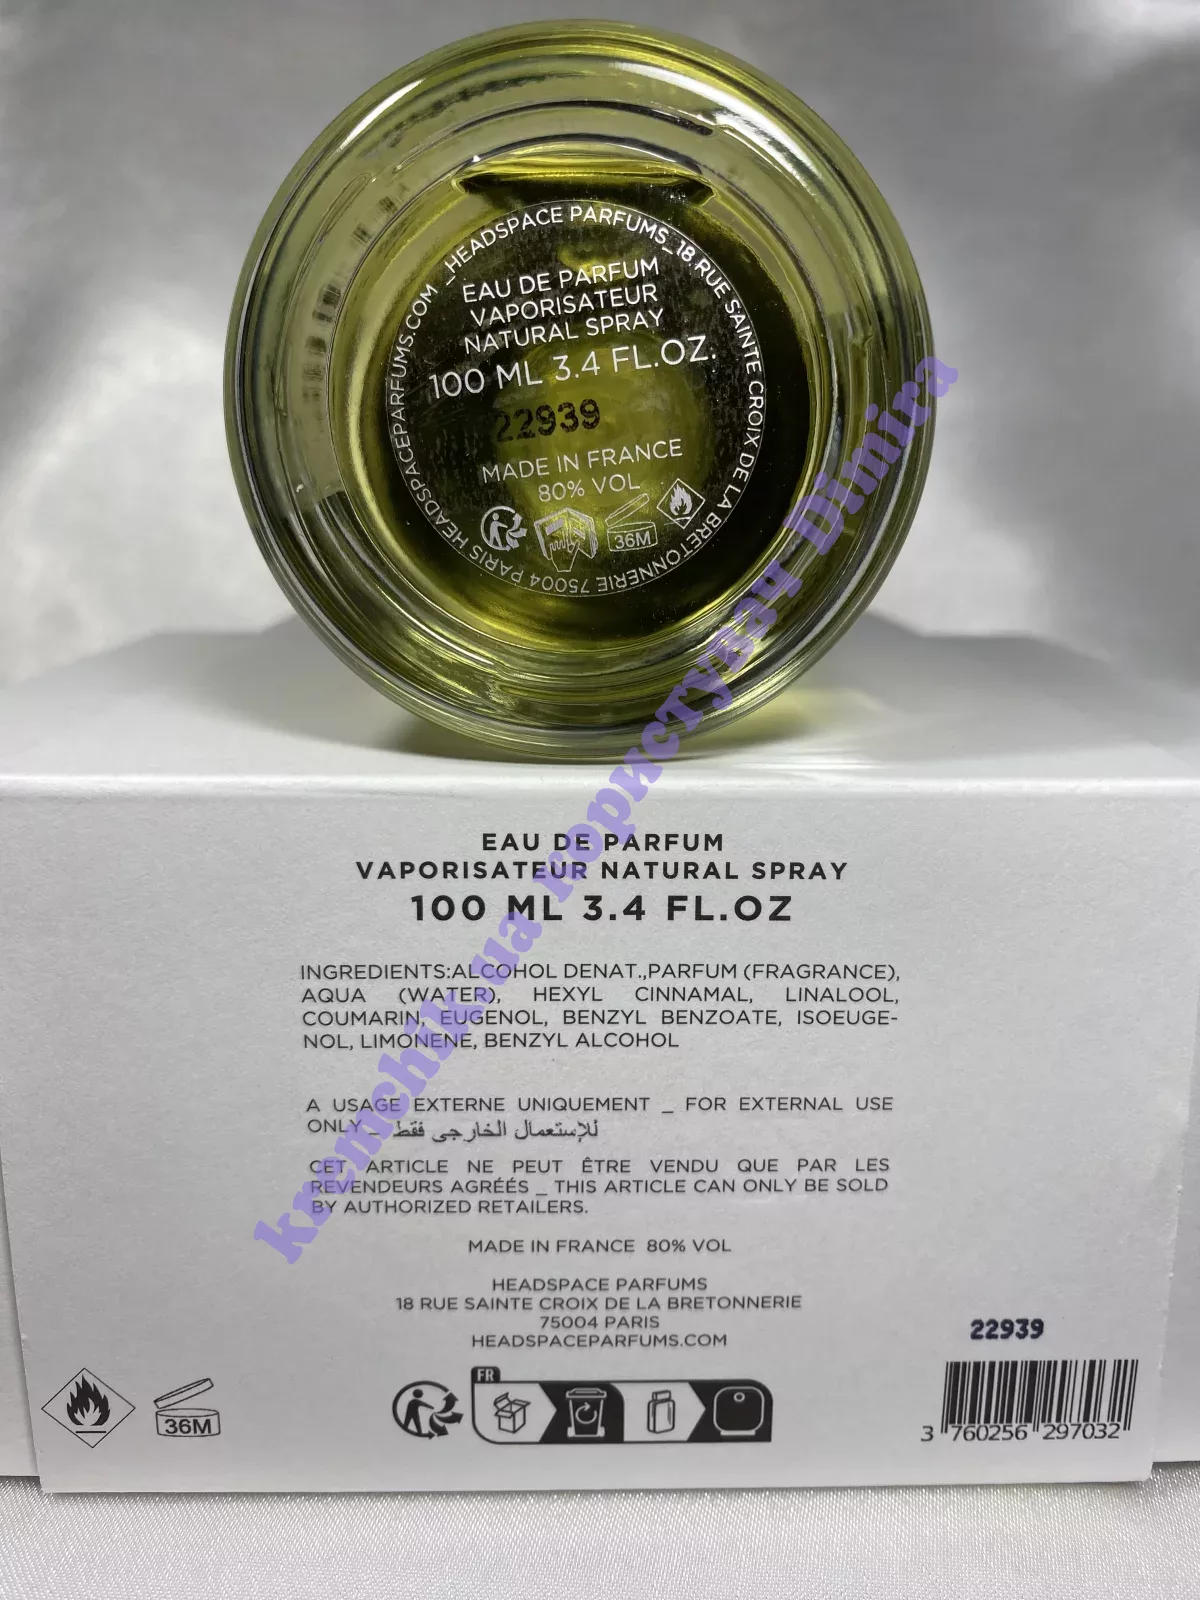 HEADSPACE PARFUMS_18 RUE SAINTE CROIX DE LA BRETONNERIE 75004 PARIS HEADSPACEPARFUMS.COM _
EAU DE PARFUM
VAPORISATEUR
NATURAL SPRAY
100 ML 3.4 FL.OZ.
22939
MADE IN FRANCE
80% VOL
36M
kremchik.ua користувач Dimira
EAU DE PARFUM
VAPORISATEUR NATURAL SPRAY
100 ML 3.4 FL.OZ
INGREDIENTS:ALCOHOL DENAT.,PARFUM (FRAGRANCE),
AQUA (WATER), HEXYL CINNAMAL, LINALOOL,
COUMARIN, EUGENOL, BENZYL BENZOATE, ISOEUGE-
NOL, LIMONENE, BENZYL ALCOHOL
A USAGE EXTERNE UNIQUEMENT _ FOR EXTERNAL USE
ONLY _ للإستعمال الخارجي فقط
CET ARTICLE NE PEUT ÊTRE VENDU QUE PAR LES
REVENDEURS AGRÉÉS _ THIS ARTICLE CAN ONLY BE SOLD
BY AUTHORIZED RETAILERS.
MADE IN FRANCE 80% VOL
HEADSPACE PARFUMS
18 RUE SAINTE CROIX DE LA BRETONNERIE
75004 PARIS
HEADSPACEPARFUMS.COM
22939
36M
FR
3 760256 297032